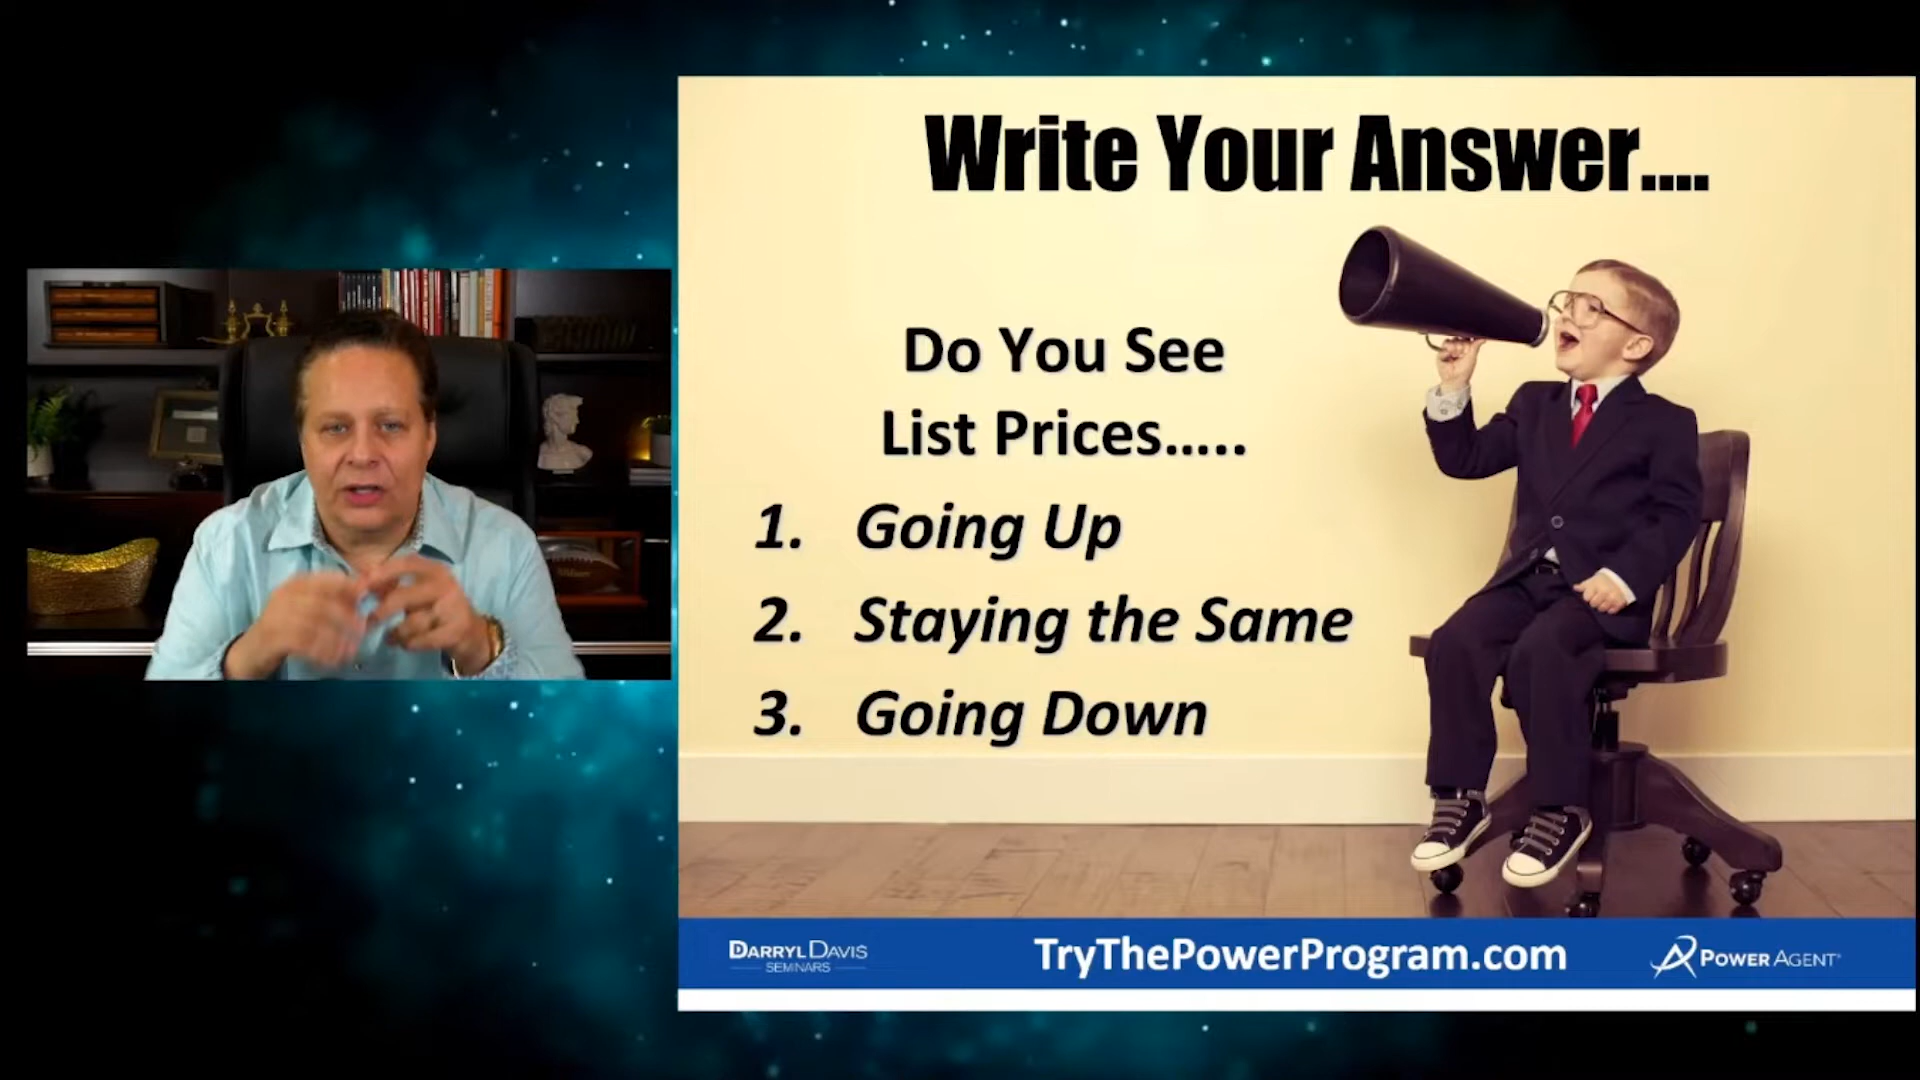 Write Your Answer....
Do You See
List Prices.....
1. Going Up
2. Staying the Same
3. Going Down
DARRYL DAVIS
SEMINARS
TryThePowerProgram.com
POWER AGENT®
Wilson